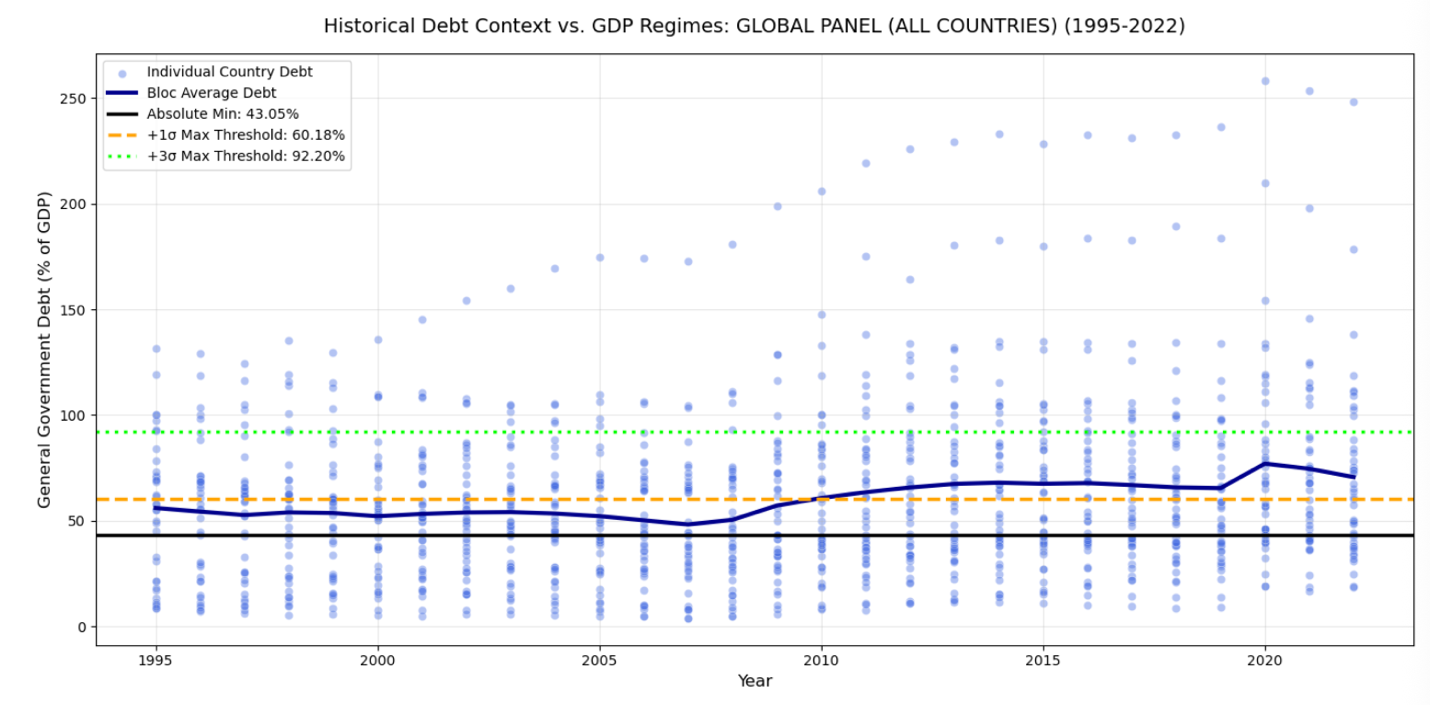 Historical Debt Context vs. GDP Regimes: GLOBAL PANEL (ALL COUNTRIES) (1995-2022)
Individual Country Debt
Bloc Average Debt
Absolute Min: 43.05%
+1σ Max Threshold: 60.18%
+3σ Max Threshold: 92.20%
General Government Debt (% of GDP)
250
200
150
100
50
0
1995 2000 2005 2010 2015 2020
Year